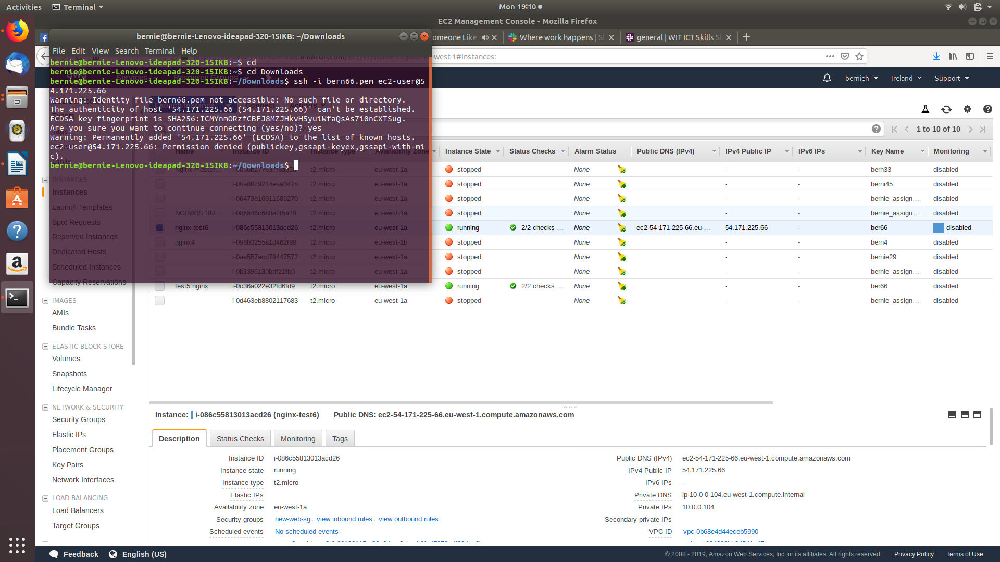 Activities
Terminal
Mon 19:10
EC2 Management Console - Mozilla Firefox
bernie@bernie-Lenovo-ideapad-320-15IKB: ~/Downloads
omeone Like
Where work happens | S
general | WIT ICT Skills S
File Edit View Search Terminal Help
-west-1#Instances:
bernie@bernie-Lenovo-ideapad-320-15IKB:~$ cd
bernie@bernie-Lenovo-ideapad-320-15IKB:~$ cd Downloads
bernie@bernie-Lenovo-ideapad-320-15IKB:~/Downloads$ ssh -i bern66.pem ec2-user@5
4.171.225.66
Warning: Identity file bern66.pem not accessible: No such file or directory.
The authenticity of host '54.171.225.66 (54.171.225.66)' can't be established.
ECDSA key fingerprint is SHA256:ICMYnmORzfCBFJ8MZJHkvH5yuiWfaQsAs7i0nCXTSug.
Are you sure you want to continue connecting (yes/no)? yes
Warning: Permanently added '54.171.225.66' (ECDSA) to the list of known hosts.
ec2-user@54.171.225.66: Permission denied (publickey,gssapi-keyex,gssapi-with-mi
c).
bernie@bernie-Lenovo-ideapad-320-15IKB:~/Downloads$
bernieh Ireland Support
1 to 10 of 10
Instance State Status Checks Alarm Status Public DNS (IPv4) IPv4 Public IP IPv6 IPs Key Name Monitoring
eu-west-1a stopped None - - bern33 disabled
i-00e80c9214eaa347b t2.micro eu-west-1a stopped None - - berni45 disabled
i-06473e16911689270 t2.micro eu-west-1a stopped None - - bernie_assign... disabled
NGINXIS RU... i-085546c688e2f5a19 t2.micro eu-west-1a stopped None - - bernie_assign... disabled
nginx-test6 i-086c55813013acd26 t2.micro eu-west-1a running 2/2 checks ... None ec2-54-171-225-66.eu-... 54.171.225.66 - ber66 disabled
nginx4 i-096b3255a1d462f98 t2.micro eu-west-1b stopped None - - bern4 disabled
i-0ae557acd79447572 t2.micro eu-west-1a stopped None - - bernie29 disabled
i-0b3396130bdf21fb0 t2.micro eu-west-1a stopped None - - bernie_assign... disabled
test5 nginx i-0c36a022e32fd6fd9 t2.micro eu-west-1a running 2/2 checks ... None - - ber66 disabled
i-0d463eb8802117683 t2.micro eu-west-1a stopped None - - bernie_assign... disabled
INSTANCES
Instances
Launch Templates
Spot Requests
Reserved Instances
Dedicated Hosts
Scheduled Instances
Capacity Reservations
IMAGES
AMIs
Bundle Tasks
ELASTIC BLOCK STORE
Volumes
Snapshots
Lifecycle Manager
NETWORK & SECURITY
Security Groups
Elastic IPs
Placement Groups
Key Pairs
Network Interfaces
LOAD BALANCING
Load Balancers
Target Groups
Instance: i-086c55813013acd26 (nginx-test6) Public DNS: ec2-54-171-225-66.eu-west-1.compute.amazonaws.com
Description Status Checks Monitoring Tags
Instance ID i-086c55813013acd26
Instance state running
Instance type t2.micro
Elastic IPs
Availability zone eu-west-1a
Security groups new-web-sg. view inbound rules. view outbound rules
Scheduled events No scheduled events
Public DNS (IPv4) ec2-54-171-225-66.eu-west-1.compute.amazonaws.com
IPv4 Public IP 54.171.225.66
IPv6 IPs -
Private DNS ip-10-0-0-104.eu-west-1.compute.internal
Private IPs 10.0.0.104
Secondary private IPs
VPC ID vpc-0b68e4d44eceb5990
Feedback English (US)
© 2008 - 2019, Amazon Web Services, Inc. or its affiliates. All rights reserved. Privacy Policy Terms of Use